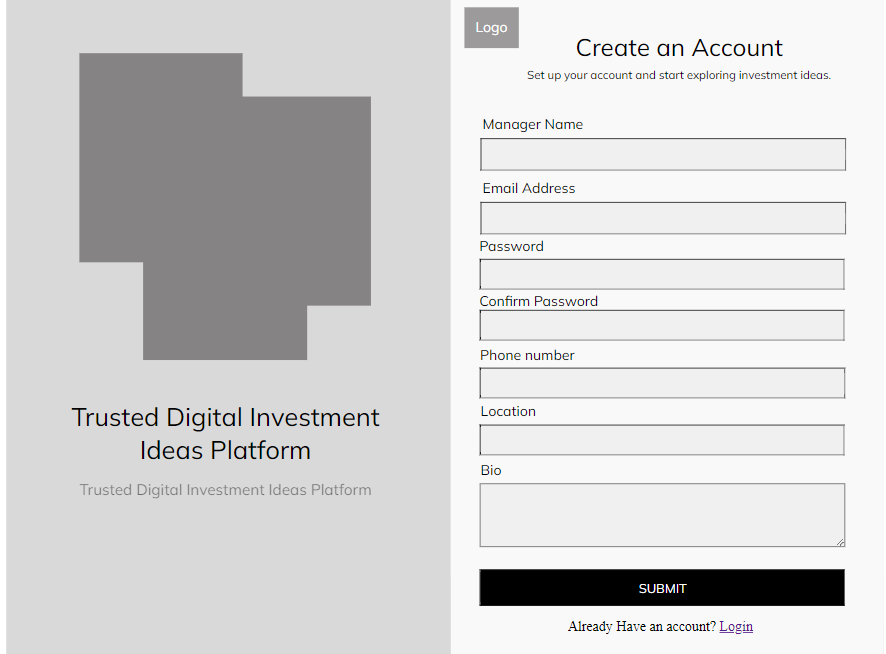 Trusted Digital Investment
Ideas Platform
Trusted Digital Investment Ideas Platform
Logo
Create an Account
Set up your account and start exploring investment ideas.
Manager Name
Email Address
Password
Confirm Password
Phone number
Location
Bio
SUBMIT
Already Have an account? Login